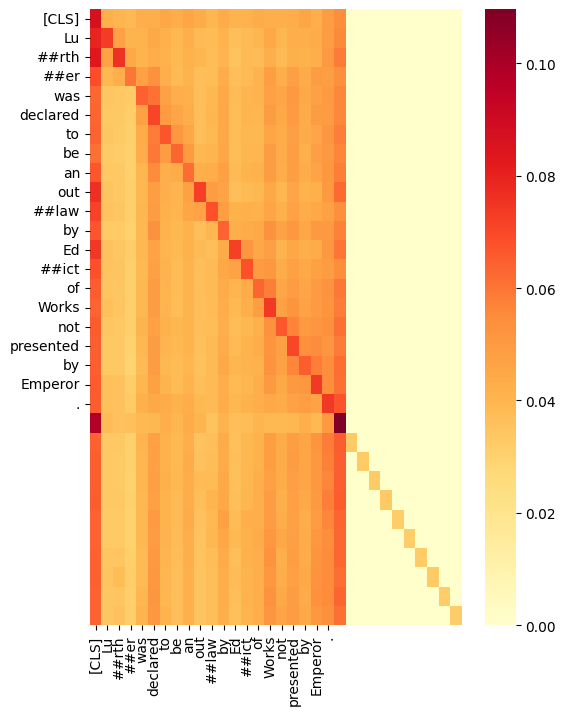 [CLS]
Lu
##rth
##er
was
declared
to
be
an
out
##law
by
Ed
##ict
of
Works
not
presented
by
Emperor
.
[CLS]
Lu
##rth
##er
was
declared
to
be
an
out
##law
by
Ed
##ict
of
Works
not
presented
by
Emperor
.
0.10
0.08
0.06
0.04
0.02
0.00